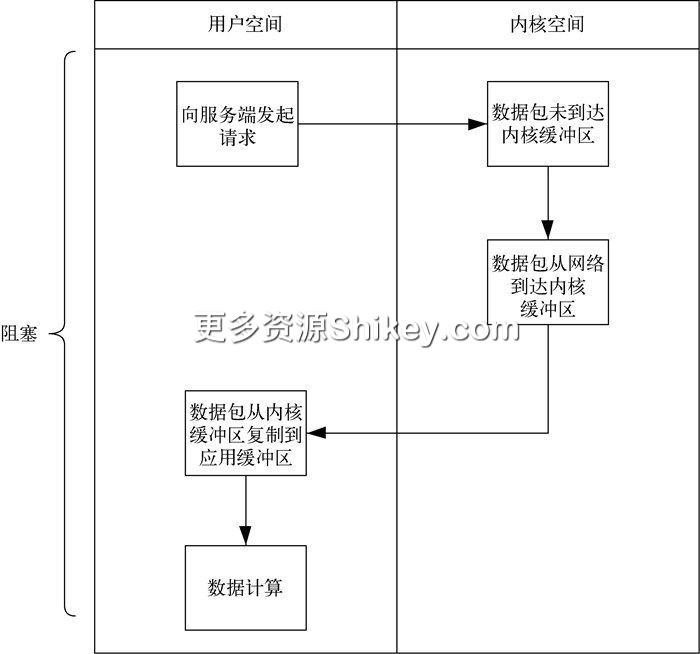 用户空间
内核空间
向服务端发起
请求
数据包未到达
内核缓冲区
数据包从网络
到达内核
缓冲区
更多资源Shikey.com
阻塞
数据包从内核
缓冲区复制到
应用缓冲区
数据计算